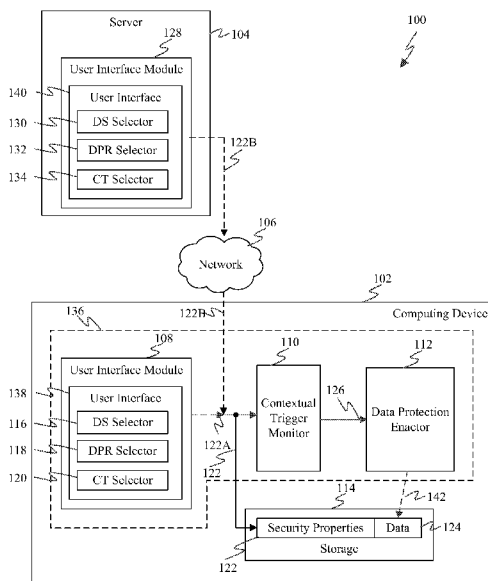 Server
104
100
128
User Interface Module
140
User Interface
130
DS Selector
132
DPR Selector
122B
134
CT Selector
106
Network
102
136
122B
Computing Device
108
110
112
User Interface Module
138
User Interface
116
DS Selector
Contextual Trigger Monitor
126
Data Protection Enactor
118
DPR Selector
122A
122
120
CT Selector
114
142
Security Properties
Data
124
122
Storage